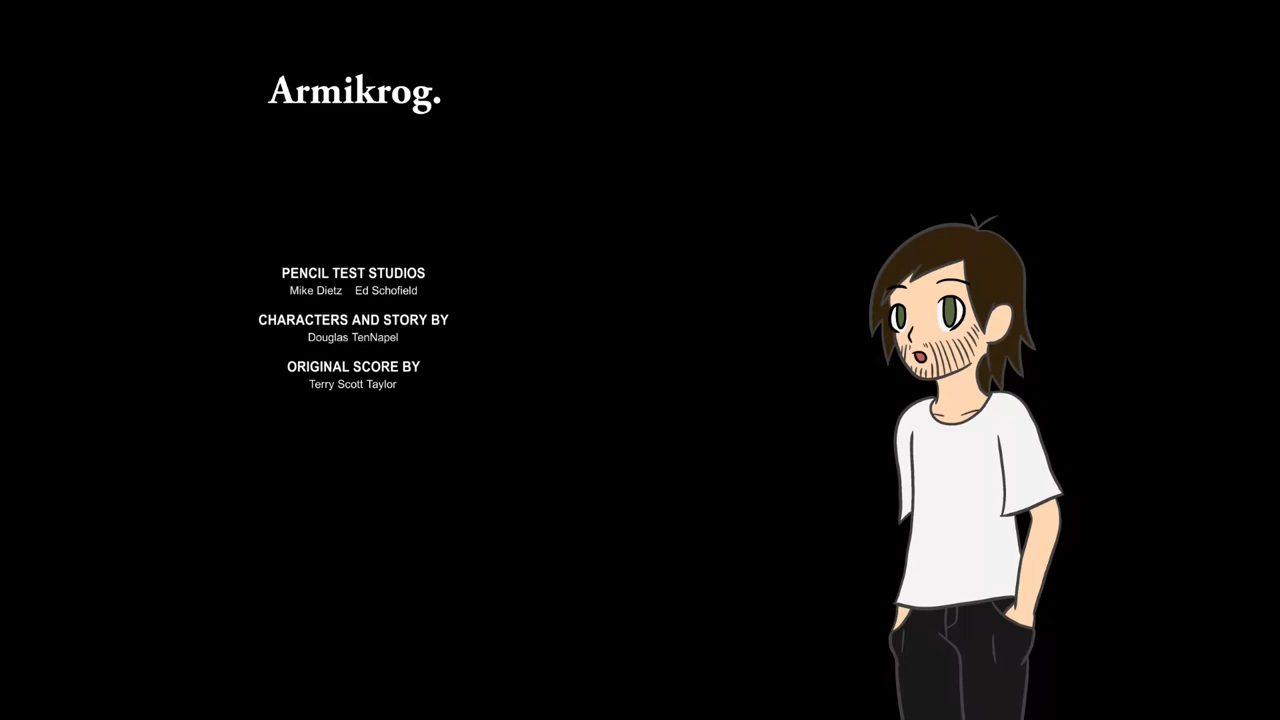 Armikrog.
PENCIL TEST STUDIOS
Mike Dietz Ed Schofield
CHARACTERS AND STORY BY
Douglas TenNapel
ORIGINAL SCORE BY
Terry Scott Taylor